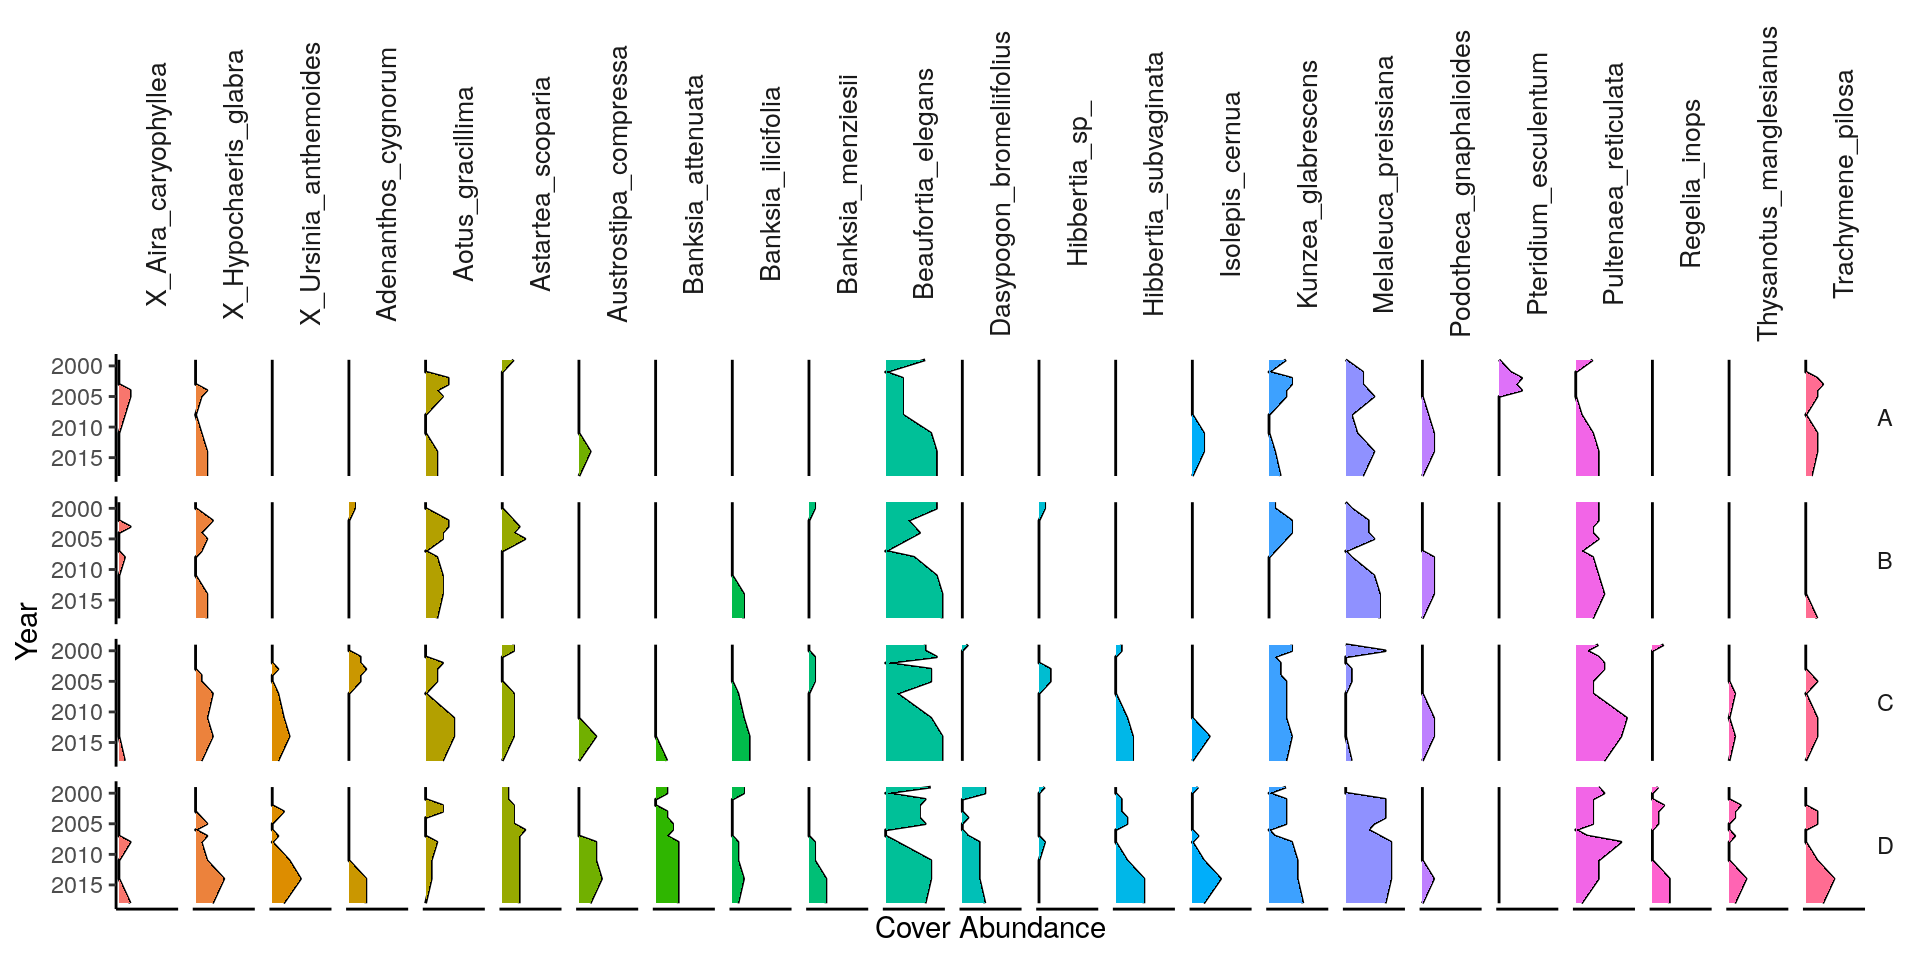 X_Aira_caryophyllea
X_Hypochaeris_glabra
X_Ursinia_anthemoides
Adenanthos_cygnorum
Aotus_gracillima
Astartea_scoparia
Austrostipa_compressa
Banksia_attenuata
Banksia_ilicifolia
Banksia_menziesii
Beaufortia_elegans
Dasypogon_bromeliifolius
Hibbertia_sp_
Hibbertia_subvaginata
Isolepis_cernua
Kunzea_glabrescens
Melaleuca_preissiana
Podotheca_gnaphalioides
Pteridium_esculentum
Pultenaea_reticulata
Regelia_inops
Thysanotus_manglesianus
Trachymene_pilosa
2000
2005
2010
2015
A
2000
2005
2010
2015
B
2000
2005
2010
2015
C
2000
2005
2010
2015
D
Year
Cover Abundance